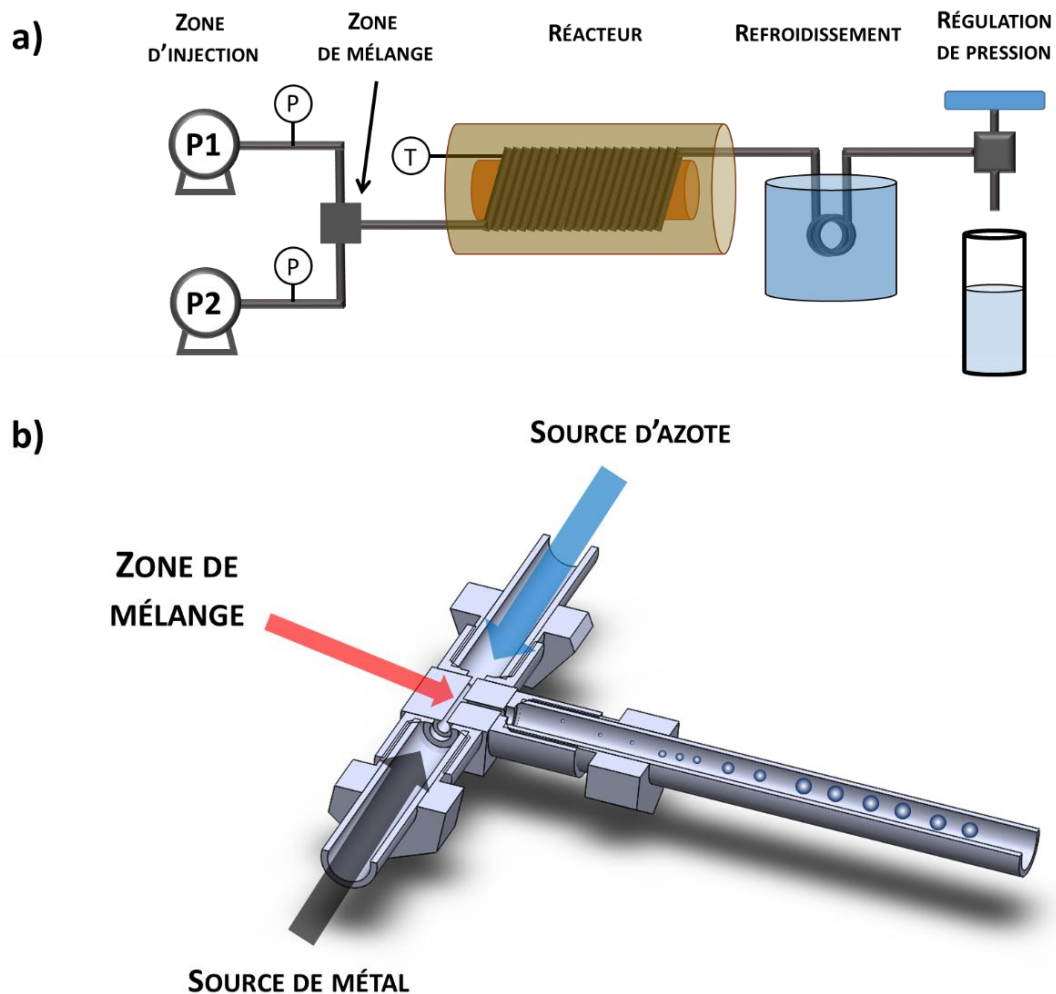 a)
ZONE
D'INJECTION
ZONE
DE MÉLANGE
RÉACTEUR
REFROIDISSEMENT
RÉGULATION
DE PRESSION
P
P1
T
P
P2
b)
SOURCE D'AZOTE
ZONE DE
MÉLANGE
SOURCE DE MÉTAL